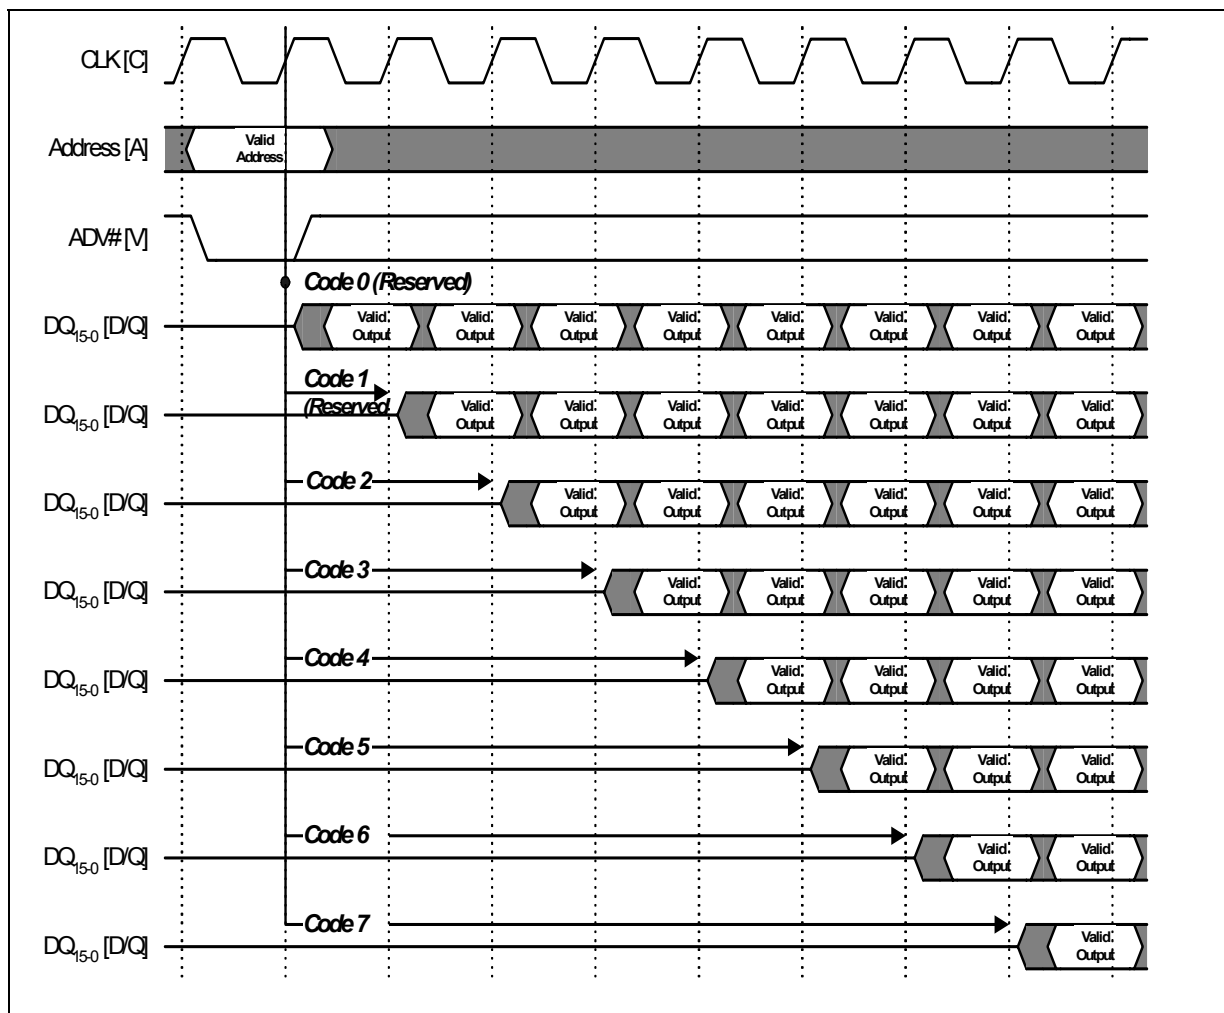 CLK [C]
Address [A]
Valid
Address
ADV# [V]
Code 0 (Reserved)
DQ15-0 [D/Q]
Valid Valid Valid Valid Valid Valid Valid Valid
Output Output Output Output Output Output Output Output
Code 1
(Reserved
DQ15-0 [D/Q]
Valid Valid Valid Valid Valid Valid Valid
Output Output Output Output Output Output Output
Code 2
DQ15-0 [D/Q]
Valid Valid Valid Valid Valid Valid
Output Output Output Output Output Output
Code 3
DQ15-0 [D/Q]
Valid Valid Valid Valid Valid
Output Output Output Output Output
Code 4
DQ15-0 [D/Q]
Valid Valid Valid Valid
Output Output Output Output
Code 5
DQ15-0 [D/Q]
Valid Valid Valid
Output Output Output
Code 6
DQ15-0 [D/Q]
Valid Valid
Output Output
Code 7
DQ15-0 [D/Q]
Valid
Output